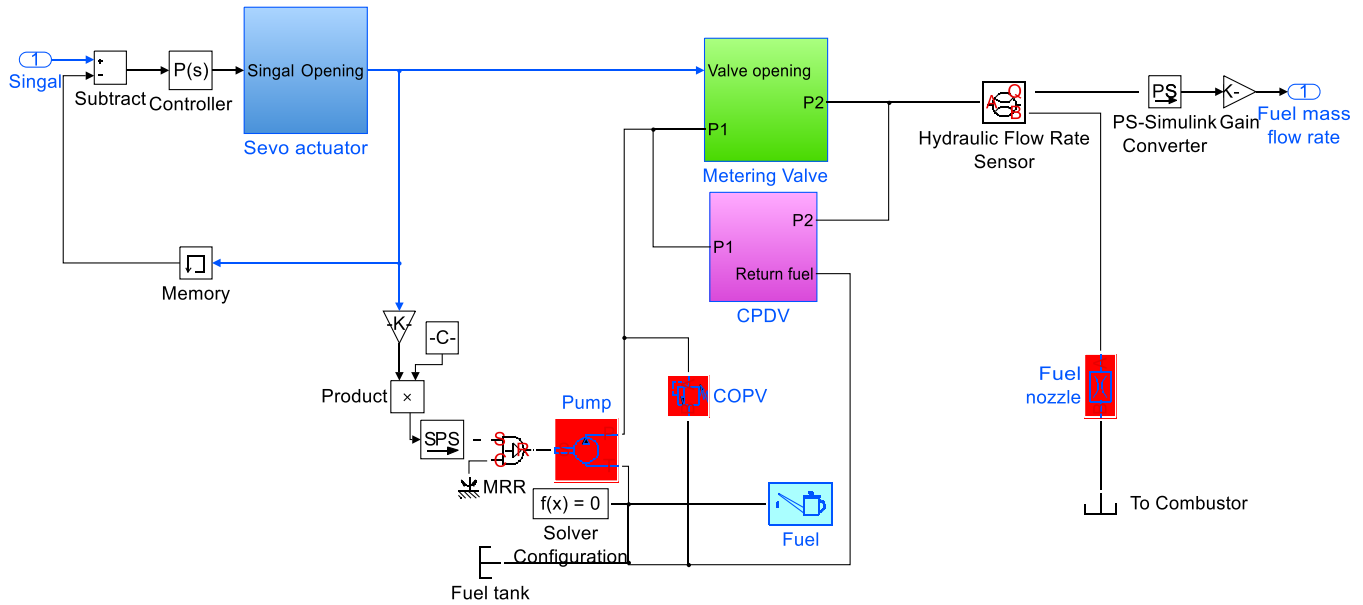 1
Singal
+
-
Subtract
P(s)
Controller
Singal Opening
Sevo actuator
Valve opening
P2
P1
Metering Valve
P2
P1
Return fuel
CPDV
A
Q
B
Hydraulic Flow Rate
Sensor
PS
PS-Simulink
Converter
K-
Gain
1
Fuel mass
flow rate
Memory
-K-
-C-
Product
×
SPS
S
C
R
MRR
Pump
COPV
f(x) = 0
Solver
Configuration
Fuel
Fuel tank
Fuel
nozzle
To Combustor